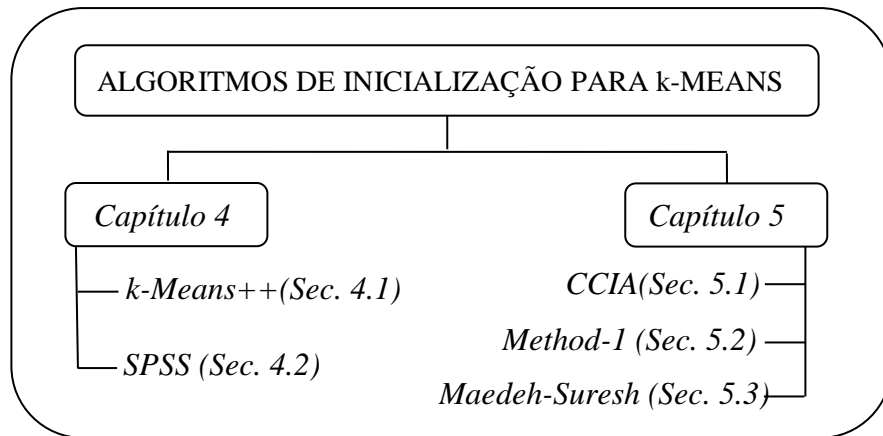 ALGORITMOS DE INICIALIZAÇÃO PARA k-MEANS
Capítulo 4
k-Means++(Sec. 4.1)
SPSS (Sec. 4.2)
Capítulo 5
CCIA(Sec. 5.1)
Method-1 (Sec. 5.2)
Maedeh-Suresh (Sec. 5.3)